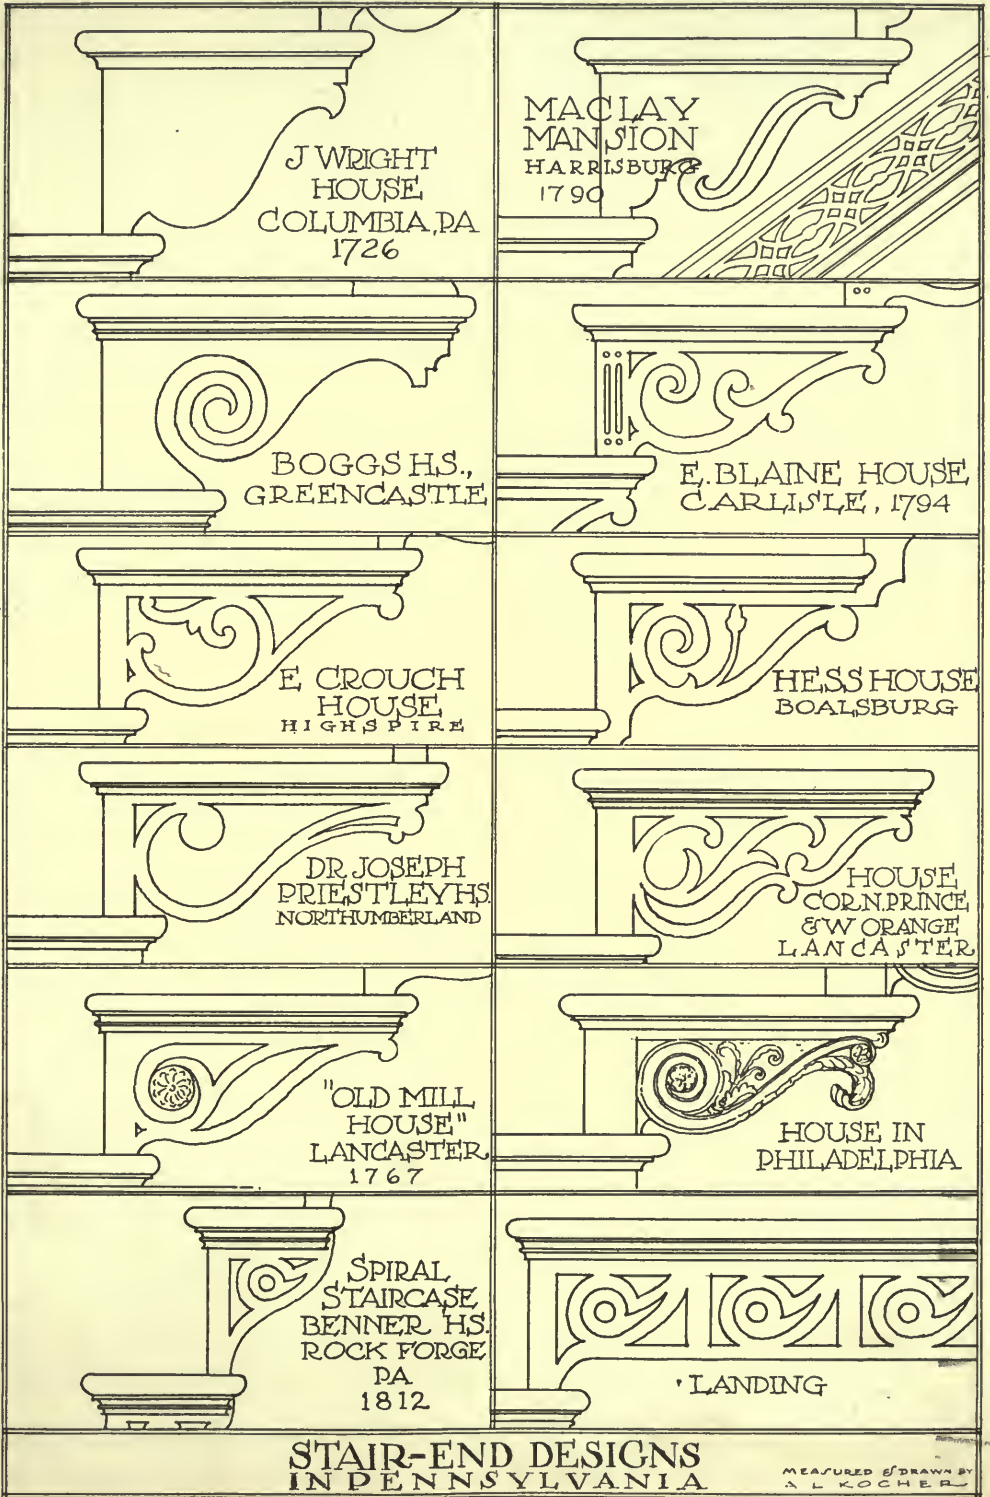 J WRIGHT
HOUSE
COLUMBIA, PA
1726
MACLAY
MANSION
HARRISBURG
1790
BOGGS HS.,
GREENCASTLE
E. BLAINE HOUSE
CARLISLE, 1794
E CROUCH
HOUSE
HIGHSPIRE
HESS HOUSE
BOALSBURG
DR JOSEPH
PRIESTLEY HS.
NORTHUMBERLAND
HOUSE
COR. N. PRINCE
& W ORANGE
LANCASTER
"OLD MILL
HOUSE"
LANCASTER
1767
HOUSE IN
PHILADELPHIA
SPIRAL
STAIRCASE
BENNER HS.
ROCK FORGE
PA
1812
LANDING
STAIR-END DESIGNS
IN PENNSYLVANIA
MEASURED & DRAWN BY
A L KOCHER